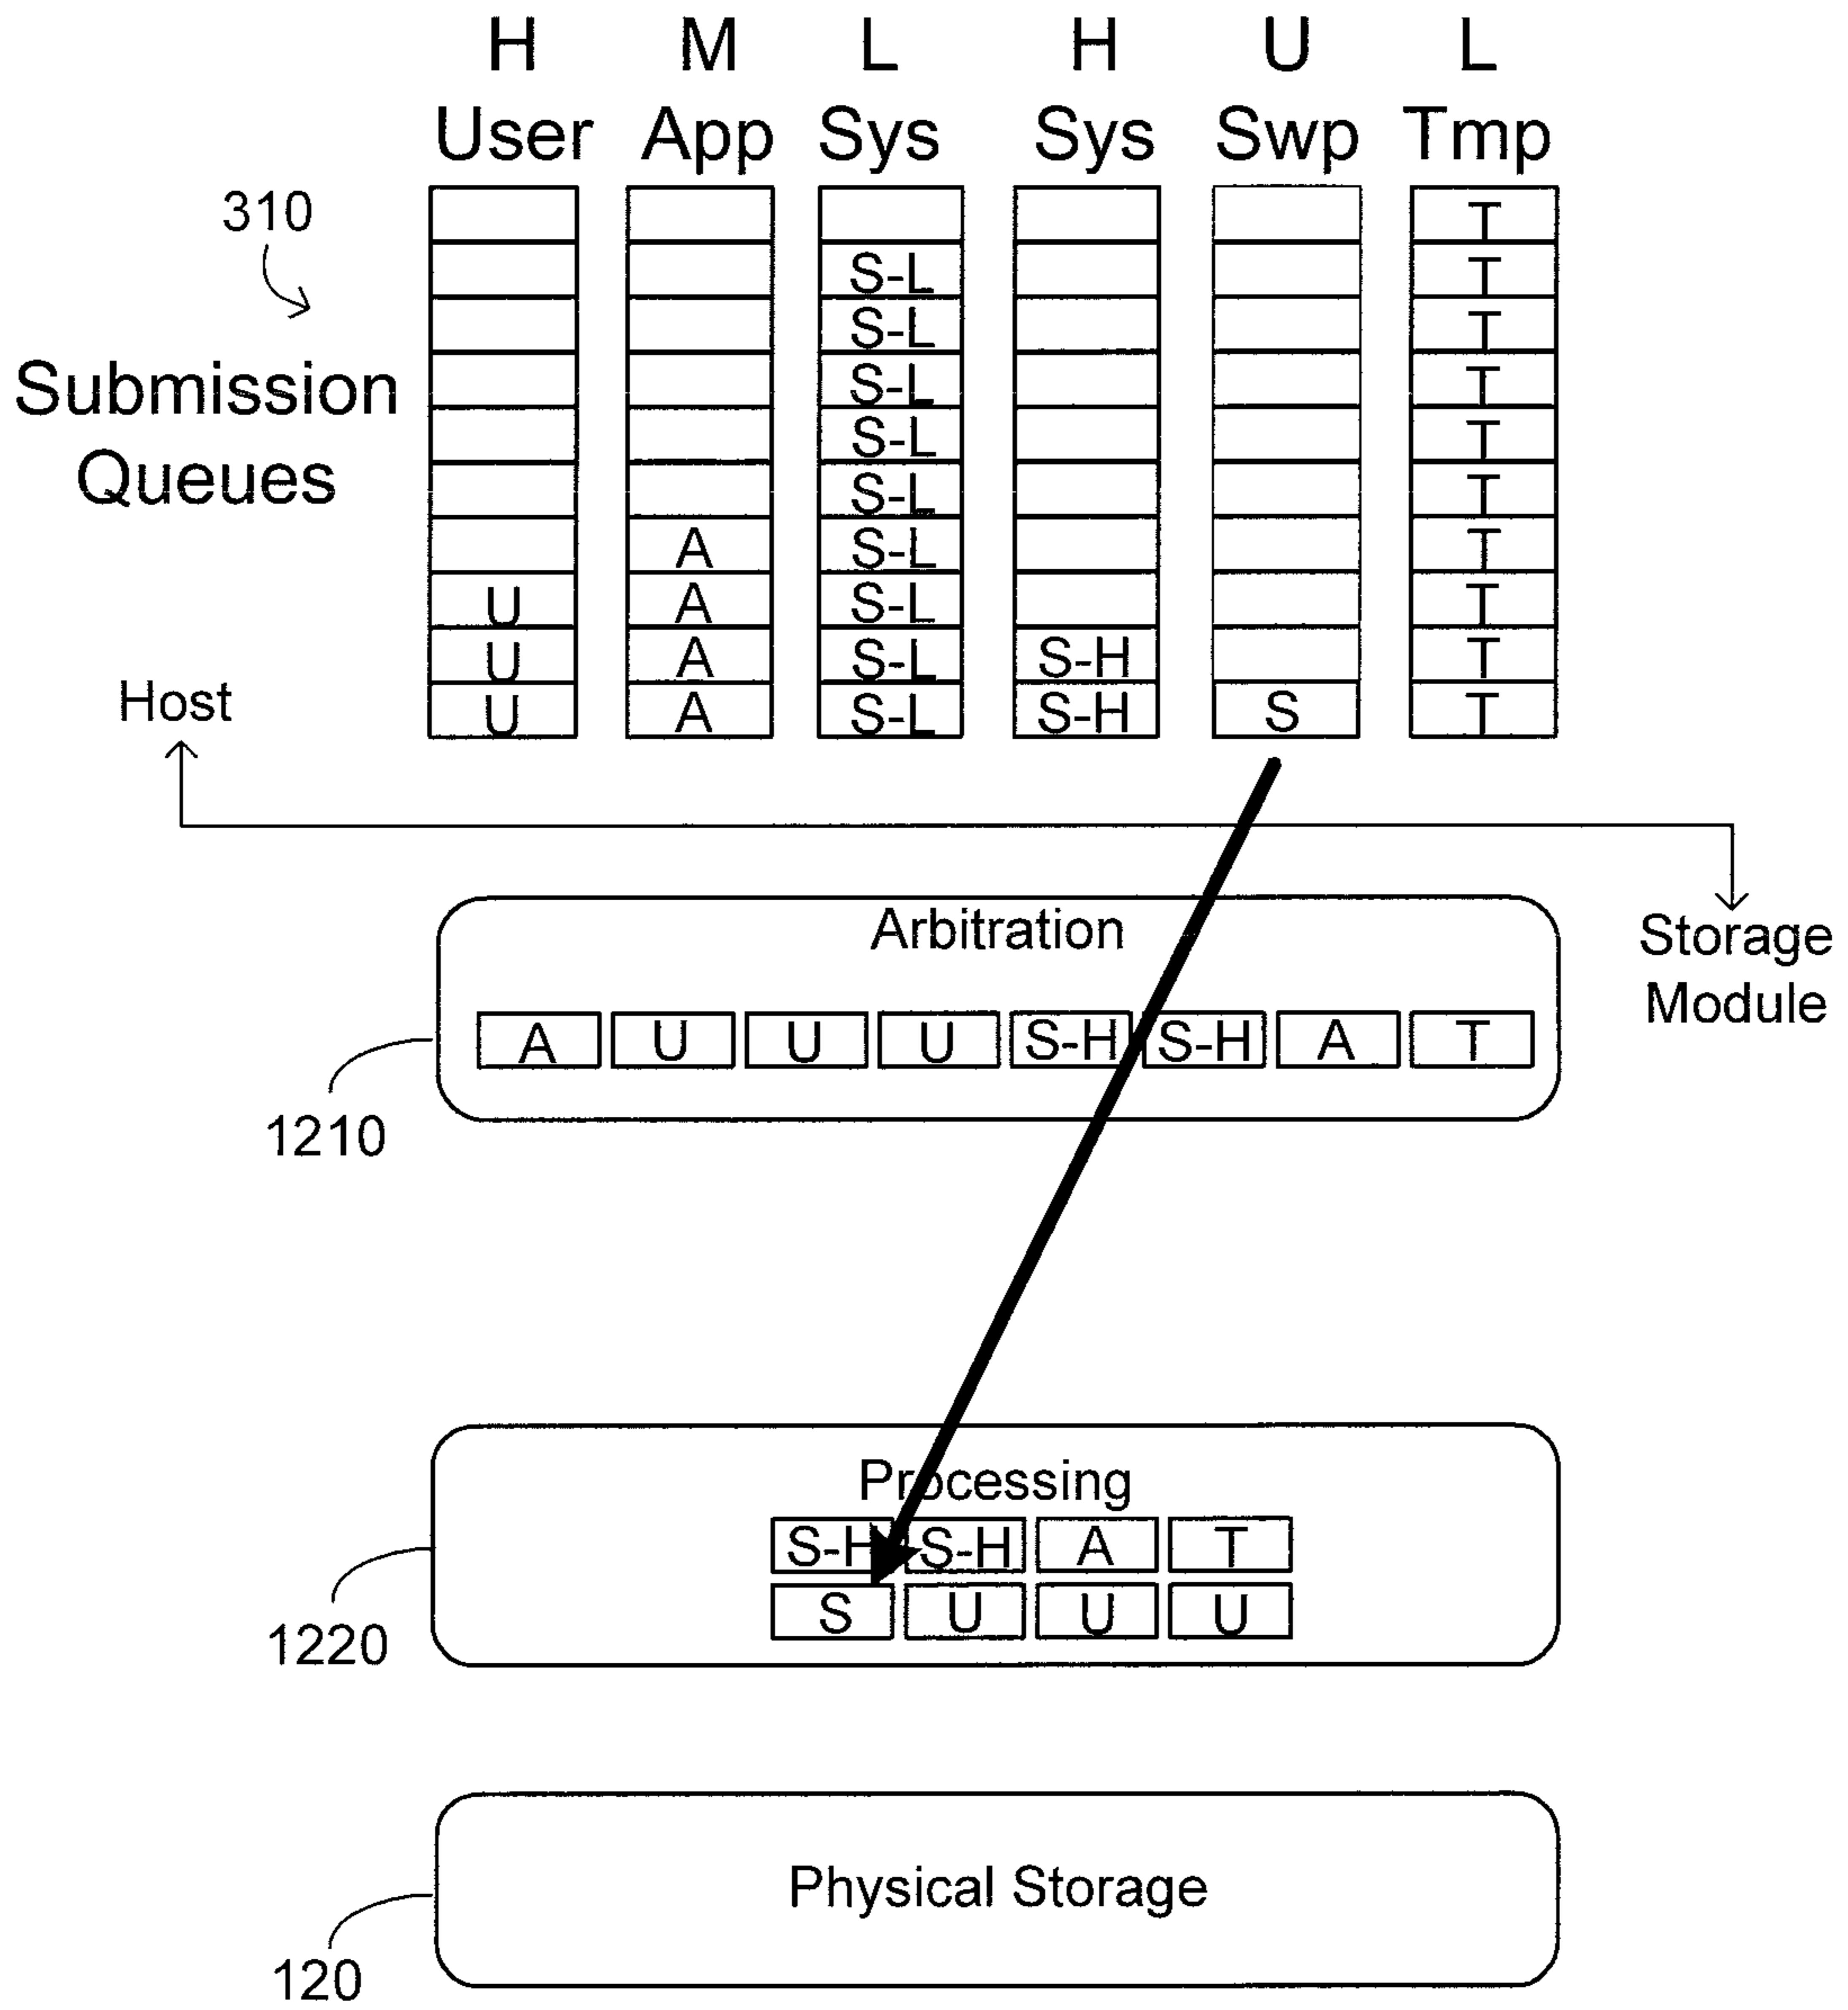 H M L H U L
User App Sys Sys Swp Tmp
310
Submission
Queues
T
S-L T
S-L T
S-L T
S-L T
S-L T
A S-L T
U A S-L T
U A S-L S-H T
U A S-L S-H S T
Host
Storage
Module
Arbitration
A U U U S-H S-H A T
1210
Processing
S-H S-H A T
S U U U
1220
Physical Storage
120